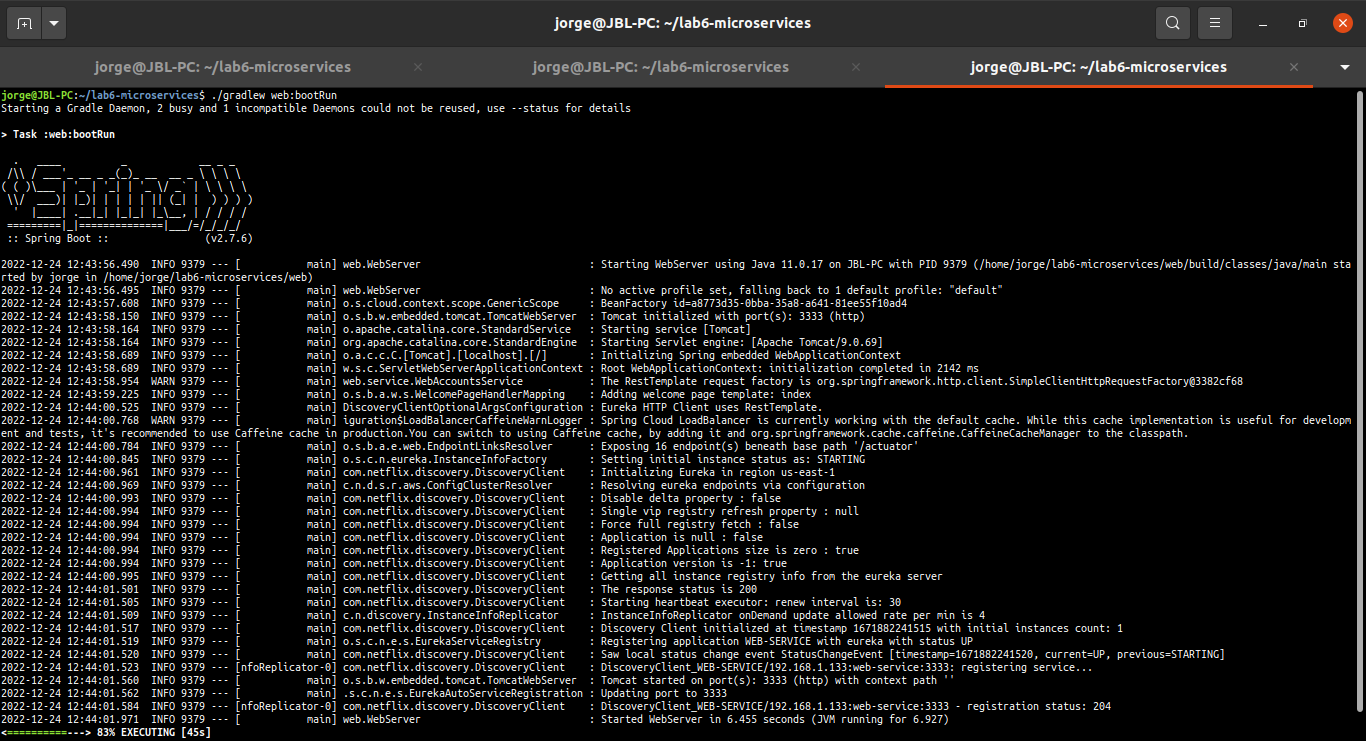 jorge@JBL-PC: ~/lab6-microservices
jorge@JBL-PC: ~/lab6-microservices
jorge@JBL-PC: ~/lab6-microservices
jorge@JBL-PC: ~/lab6-microservices
jorge@JBL-PC:~/lab6-microservices$ ./gradlew web:bootRun
Starting a Gradle Daemon, 2 busy and 1 incompatible Daemons could not be reused, use --status for details
> Task :web:bootRun
  .   ____          _            __ _ _
 /\\ / ___'_ __ _ _(_)_ __  __ _ \ \ \ \
( ( )\___ | '_ | '_| | '_ \/ _` | \ \ \ \
 \\/  ___)| |_)| | | | | || (_| |  ) ) ) )
  '  |____| .__|_| |_|_| |_\__, | / / / /
 =========|_|==============|___/=/_/_/_/
 :: Spring Boot ::                (v2.7.6)
2022-12-24 12:43:56.490  INFO 9379 --- [           main] web.WebServer                            : Starting WebServer using Java 11.0.17 on JBL-PC with PID 9379 (/home/jorge/lab6-microservices/web/build/classes/java/main sta
rted by jorge in /home/jorge/lab6-microservices/web)
2022-12-24 12:43:56.495  INFO 9379 --- [           main] web.WebServer                            : No active profile set, falling back to 1 default profile: "default"
2022-12-24 12:43:57.608  INFO 9379 --- [           main] o.s.cloud.context.scope.GenericScope     : BeanFactory id=a8773d35-0bba-35a8-a641-81ee55f10ad4
2022-12-24 12:43:58.150  INFO 9379 --- [           main] o.s.b.w.embedded.tomcat.TomcatWebServer  : Tomcat initialized with port(s): 3333 (http)
2022-12-24 12:43:58.164  INFO 9379 --- [           main] o.apache.catalina.core.StandardService   : Starting service [Tomcat]
2022-12-24 12:43:58.164  INFO 9379 --- [           main] org.apache.catalina.core.StandardEngine  : Starting Servlet engine: [Apache Tomcat/9.0.69]
2022-12-24 12:43:58.689  INFO 9379 --- [           main] o.a.c.c.C.[Tomcat].[localhost].[/]       : Initializing Spring embedded WebApplicationContext
2022-12-24 12:43:58.689  INFO 9379 --- [           main] w.s.c.ServletWebServerApplicationContext : Root WebApplicationContext: initialization completed in 2142 ms
2022-12-24 12:43:58.954  WARN 9379 --- [           main] web.service.WebAccountsService           : The RestTemplate request factory is org.springframework.http.client.SimpleClientHttpRequestFactory@3382cf68
2022-12-24 12:43:59.225  INFO 9379 --- [           main] o.s.b.a.w.s.WelcomePageHandlerMapping    : Adding welcome page template: index
2022-12-24 12:44:00.525  INFO 9379 --- [           main] DiscoveryClientOptionalArgsConfiguration : Eureka HTTP Client uses RestTemplate.
2022-12-24 12:44:00.768  WARN 9379 --- [           main] iguration$LoadBalancerCaffeineWarnLogger : Spring Cloud LoadBalancer is currently working with the default cache. While this cache implementation is useful for developm
ent and tests, it's recommended to use Caffeine cache in production.You can switch to using Caffeine cache, by adding it and org.springframework.cache.caffeine.CaffeineCacheManager to the classpath.
2022-12-24 12:44:00.784  INFO 9379 --- [           main] o.s.b.a.e.web.EndpointLinksResolver      : Exposing 16 endpoint(s) beneath base path '/actuator'
2022-12-24 12:44:00.845  INFO 9379 --- [           main] o.s.c.n.eureka.InstanceInfoFactory       : Setting initial instance status as: STARTING
2022-12-24 12:44:00.961  INFO 9379 --- [           main] com.netflix.discovery.DiscoveryClient    : Initializing Eureka in region us-east-1
2022-12-24 12:44:00.969  INFO 9379 --- [           main] c.n.d.s.r.aws.ConfigClusterResolver      : Resolving eureka endpoints via configuration
2022-12-24 12:44:00.993  INFO 9379 --- [           main] com.netflix.discovery.DiscoveryClient    : Disable delta property : false
2022-12-24 12:44:00.994  INFO 9379 --- [           main] com.netflix.discovery.DiscoveryClient    : Single vip registry refresh property : null
2022-12-24 12:44:00.994  INFO 9379 --- [           main] com.netflix.discovery.DiscoveryClient    : Force full registry fetch : false
2022-12-24 12:44:00.994  INFO 9379 --- [           main] com.netflix.discovery.DiscoveryClient    : Application is null : false
2022-12-24 12:44:00.994  INFO 9379 --- [           main] com.netflix.discovery.DiscoveryClient    : Registered Applications size is zero : true
2022-12-24 12:44:00.994  INFO 9379 --- [           main] com.netflix.discovery.DiscoveryClient    : Application version is -1: true
2022-12-24 12:44:00.995  INFO 9379 --- [           main] com.netflix.discovery.DiscoveryClient    : Getting all instance registry info from the eureka server
2022-12-24 12:44:01.501  INFO 9379 --- [           main] com.netflix.discovery.DiscoveryClient    : The response status is 200
2022-12-24 12:44:01.505  INFO 9379 --- [           main] com.netflix.discovery.DiscoveryClient    : Starting heartbeat executor: renew interval is: 30
2022-12-24 12:44:01.509  INFO 9379 --- [           main] c.n.discovery.InstanceInfoReplicator     : InstanceInfoReplicator onDemand update allowed rate per min is 4
2022-12-24 12:44:01.517  INFO 9379 --- [           main] com.netflix.discovery.DiscoveryClient    : Discovery Client initialized at timestamp 1671882241515 with initial instances count: 1
2022-12-24 12:44:01.519  INFO 9379 --- [           main] o.s.c.n.e.s.EurekaServiceRegistry        : Registering application WEB-SERVICE with eureka with status UP
2022-12-24 12:44:01.520  INFO 9379 --- [           main] com.netflix.discovery.DiscoveryClient    : Saw local status change event StatusChangeEvent [timestamp=1671882241520, current=UP, previous=STARTING]
2022-12-24 12:44:01.523  INFO 9379 --- [nfoReplicator-0] com.netflix.discovery.DiscoveryClient    : DiscoveryClient_WEB-SERVICE/192.168.1.133:web-service:3333: registering service...
2022-12-24 12:44:01.560  INFO 9379 --- [           main] o.s.b.w.embedded.tomcat.TomcatWebServer  : Tomcat started on port(s): 3333 (http) with context path ''
2022-12-24 12:44:01.562  INFO 9379 --- [           main] .s.c.n.e.s.EurekaAutoServiceRegistration : Updating port to 3333
2022-12-24 12:44:01.584  INFO 9379 --- [nfoReplicator-0] com.netflix.discovery.DiscoveryClient    : DiscoveryClient_WEB-SERVICE/192.168.1.133:web-service:3333 - registration status: 204
2022-12-24 12:44:01.971  INFO 9379 --- [           main] web.WebServer                            : Started WebServer in 6.455 seconds (JVM running for 6.927)
<==========---> 83% EXECUTING [45s]